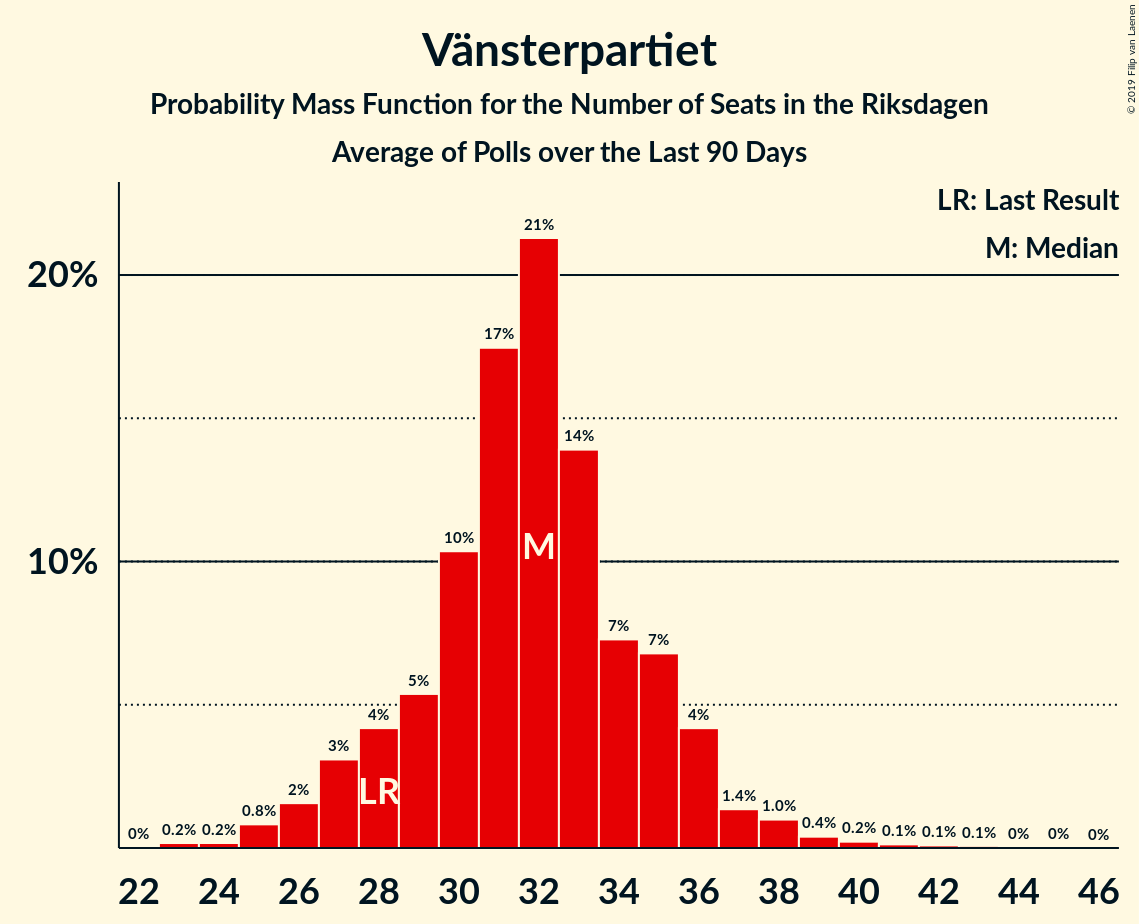 Vänsterpartiet
Probability Mass Function for the Number of Seats in the Riksdagen
Average of Polls over the Last 90 Days
© 2019 Filip van Laenen
LR: Last Result
M: Median
20%
10%
0% 0.2% 0.2% 0.8% 2% 3% 4% 5% 10% 17% 21% 14% 7% 7% 4% 1.4% 1.0% 0.4% 0.2% 0.1% 0.1% 0.1% 0% 0% 0%
M
LR
22 24 26 28 30 32 34 36 38 40 42 44 46